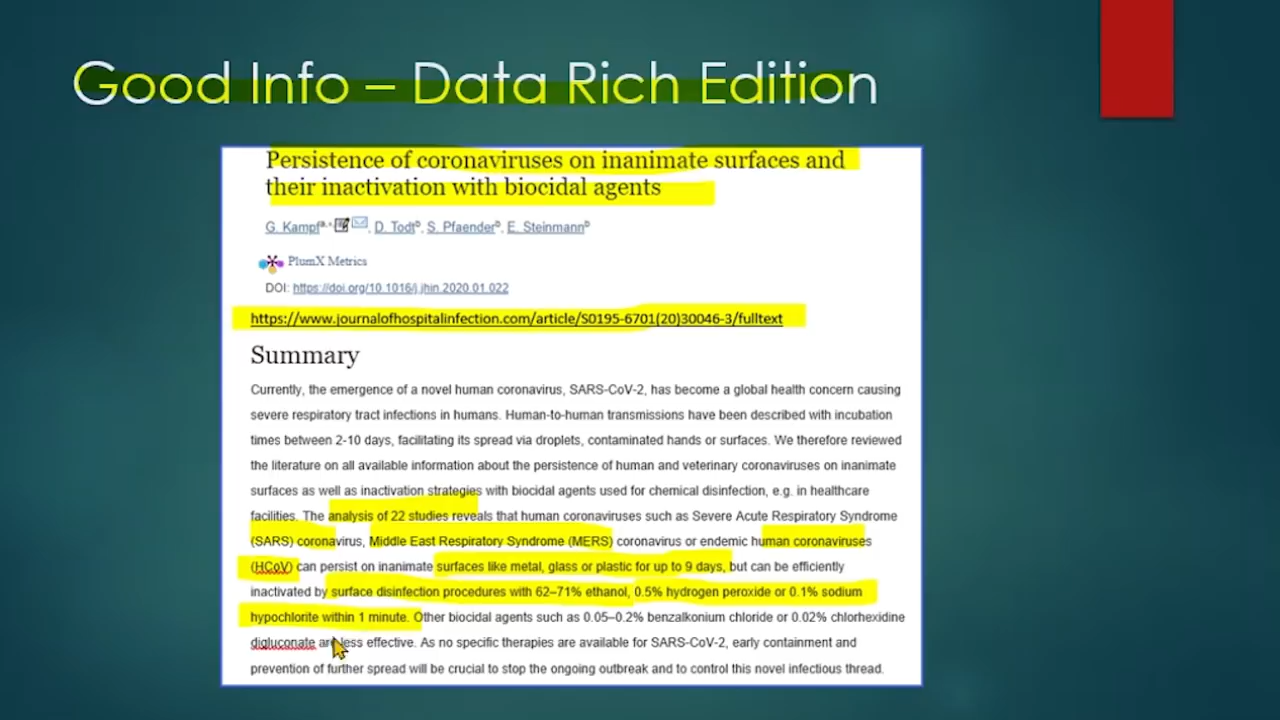 Good Info – Data Rich Edition
Persistence of coronaviruses on inanimate surfaces and
their inactivation with biocidal agents
G. Kampfᵃ,*, D. Todtᵇ, S. Pfaenderᵇ, E. Steinmannᵇ
PlumX Metrics
DOI: https://doi.org/10.1016/j.jhin.2020.01.022
https://www.journalofhospitalinfection.com/article/S0195-6701(20)30046-3/fulltext
Summary
Currently, the emergence of a novel human coronavirus, SARS-CoV-2, has become a global health concern causing
severe respiratory tract infections in humans. Human-to-human transmissions have been described with incubation
times between 2-10 days, facilitating its spread via droplets, contaminated hands or surfaces. We therefore reviewed
the literature on all available information about the persistence of human and veterinary coronaviruses on inanimate
surfaces as well as inactivation strategies with biocidal agents used for chemical disinfection, e.g. in healthcare
facilities. The analysis of 22 studies reveals that human coronaviruses such as Severe Acute Respiratory Syndrome
(SARS) coronavirus, Middle East Respiratory Syndrome (MERS) coronavirus or endemic human coronaviruses
(HCoV) can persist on inanimate surfaces like metal, glass or plastic for up to 9 days, but can be efficiently
inactivated by surface disinfection procedures with 62–71% ethanol, 0.5% hydrogen peroxide or 0.1% sodium
hypochlorite within 1 minute. Other biocidal agents such as 0.05–0.2% benzalkonium chloride or 0.02% chlorhexidine
digluconate are less effective. As no specific therapies are available for SARS-CoV-2, early containment and
prevention of further spread will be crucial to stop the ongoing outbreak and to control this novel infectious thread.